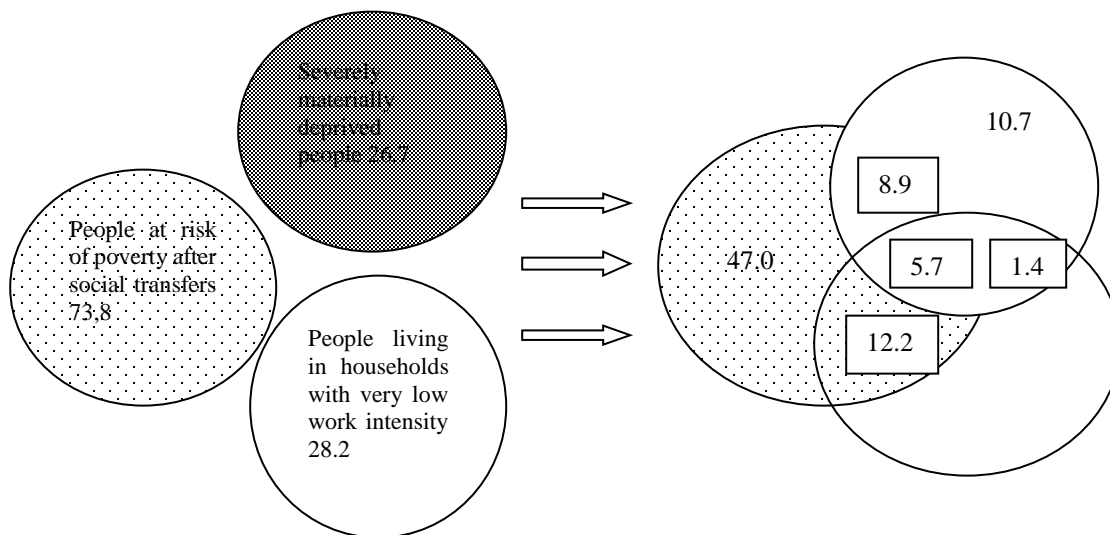 Severely
materially
deprived
people 26.7
People at risk
of poverty after
social transfers
73,8
People living
in households
with very low
work intensity
28.2
10.7
8.9
47.0
5.7
1.4
12.2